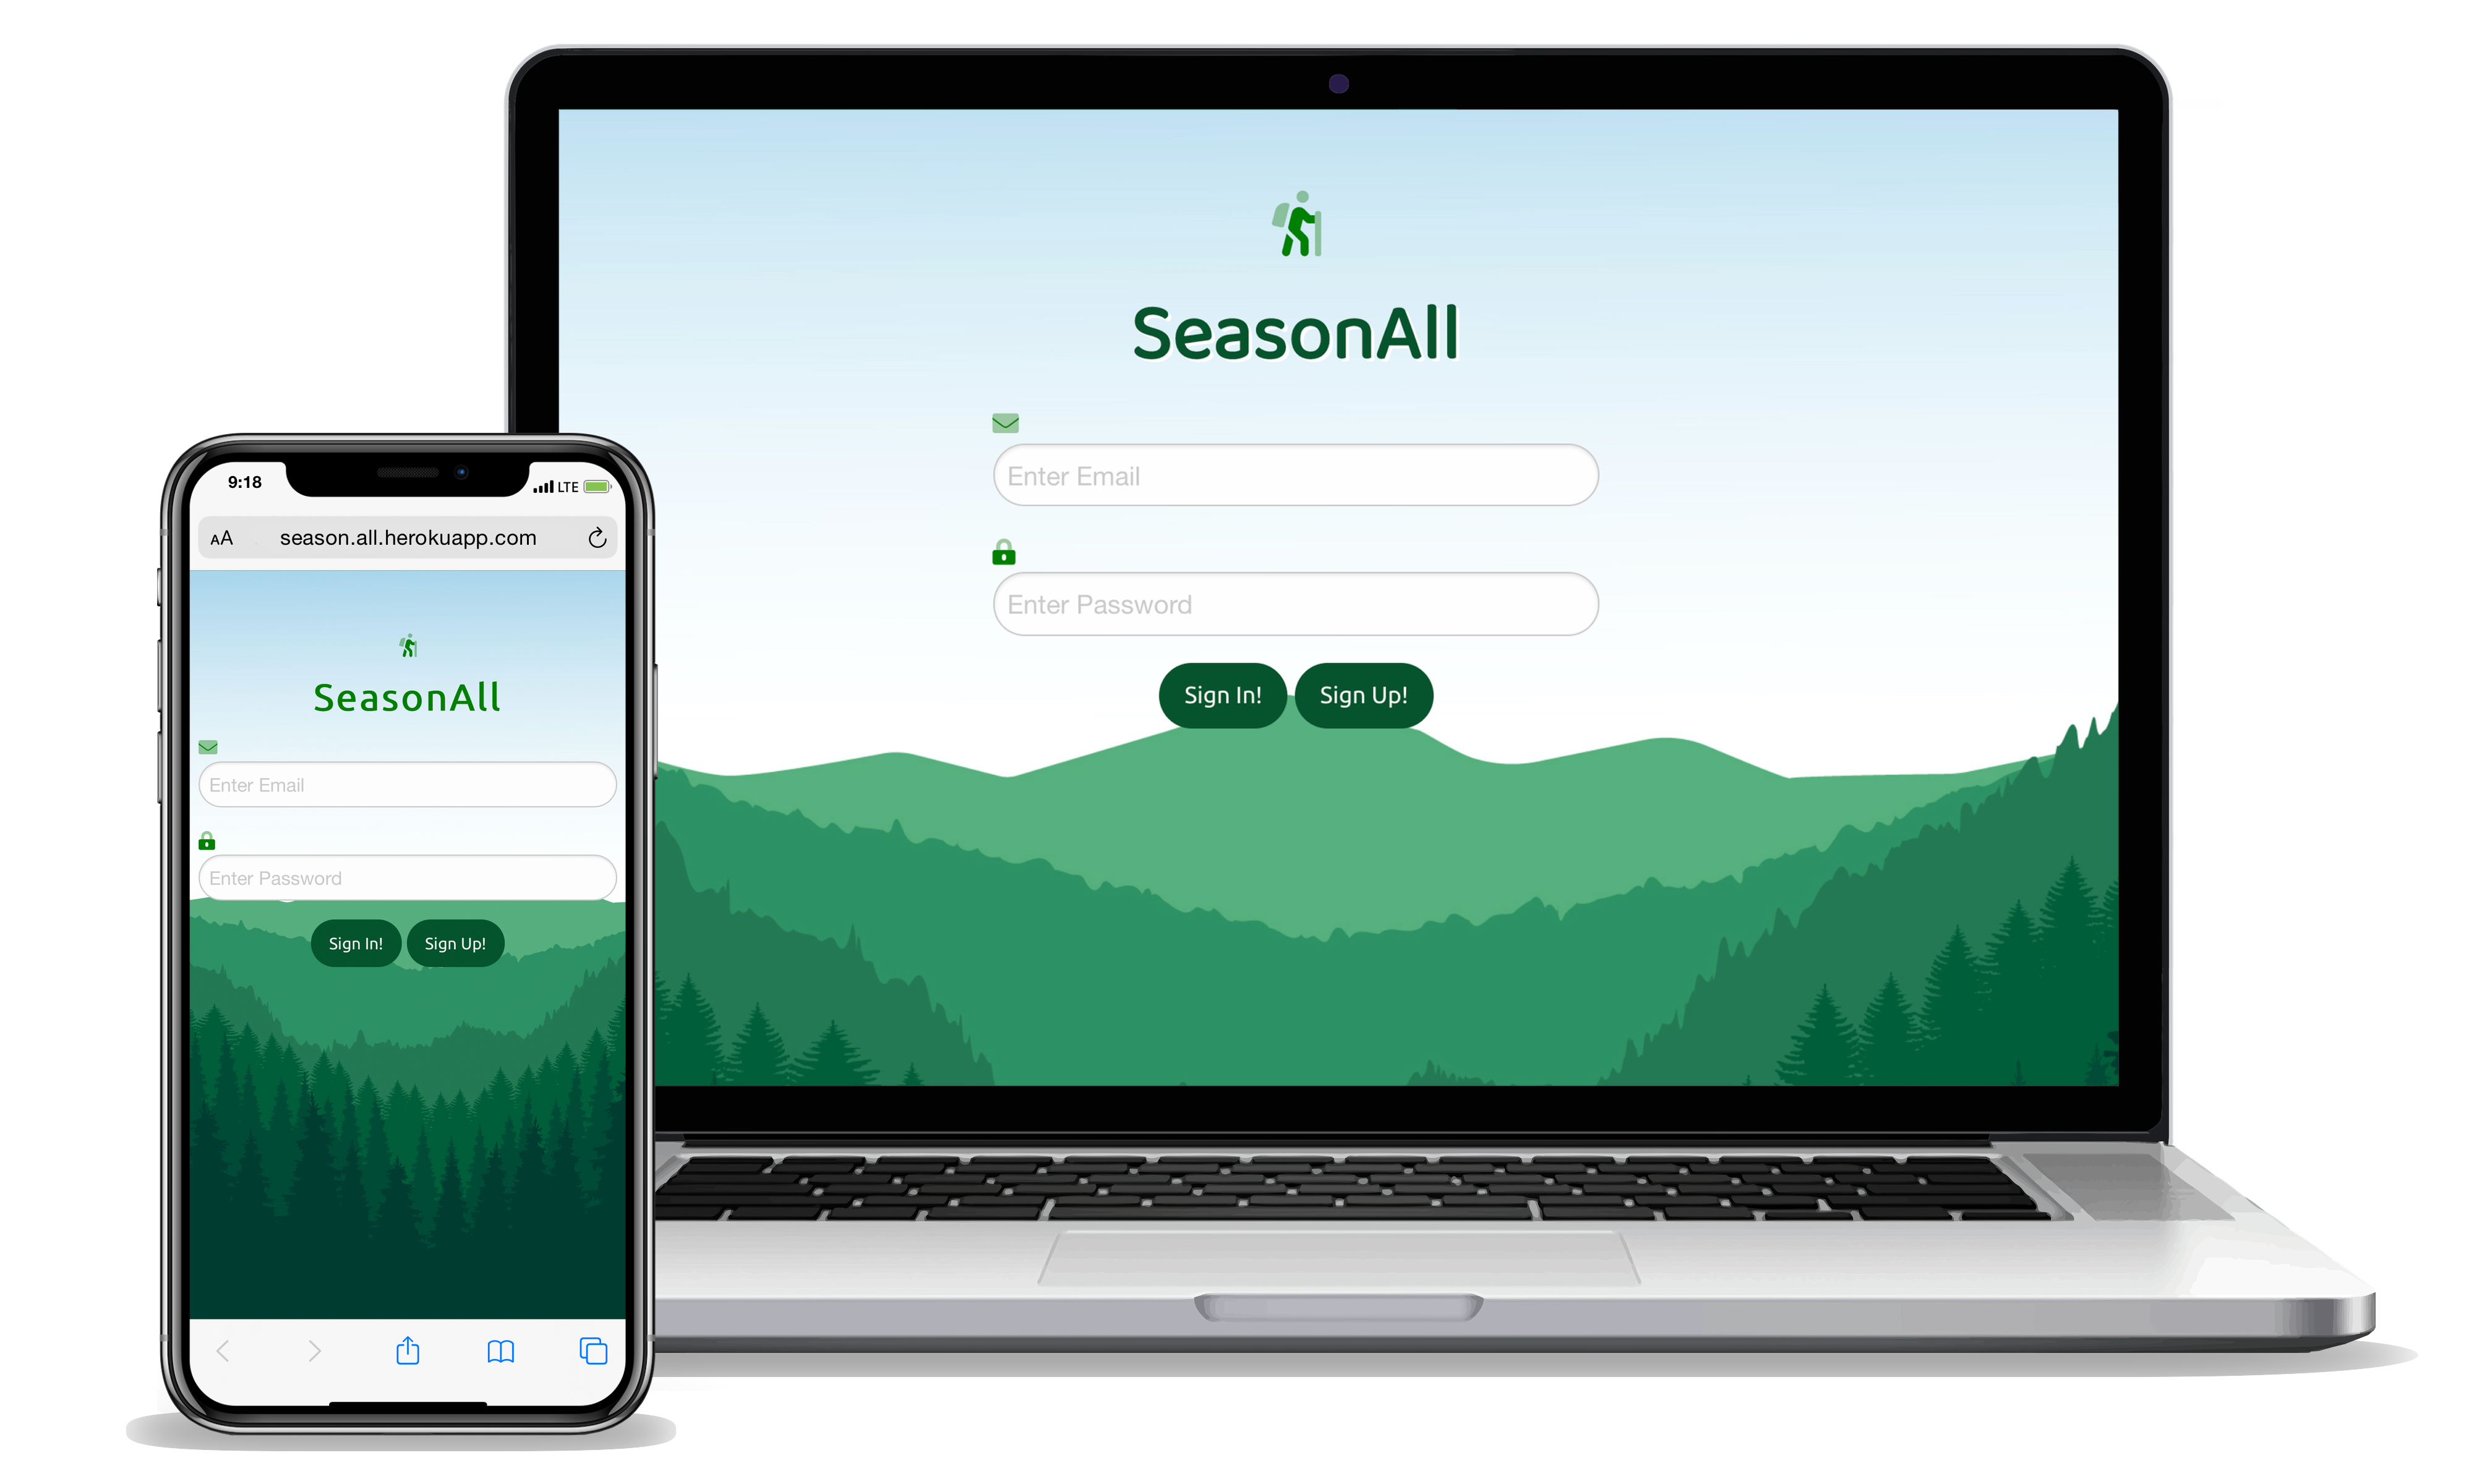 SeasonAll
Enter Email
Enter Password
Sign In! Sign Up!
9:18 LTE
AA season.all.herokuapp.com
SeasonAll
Enter Email
Enter Password
Sign In! Sign Up!